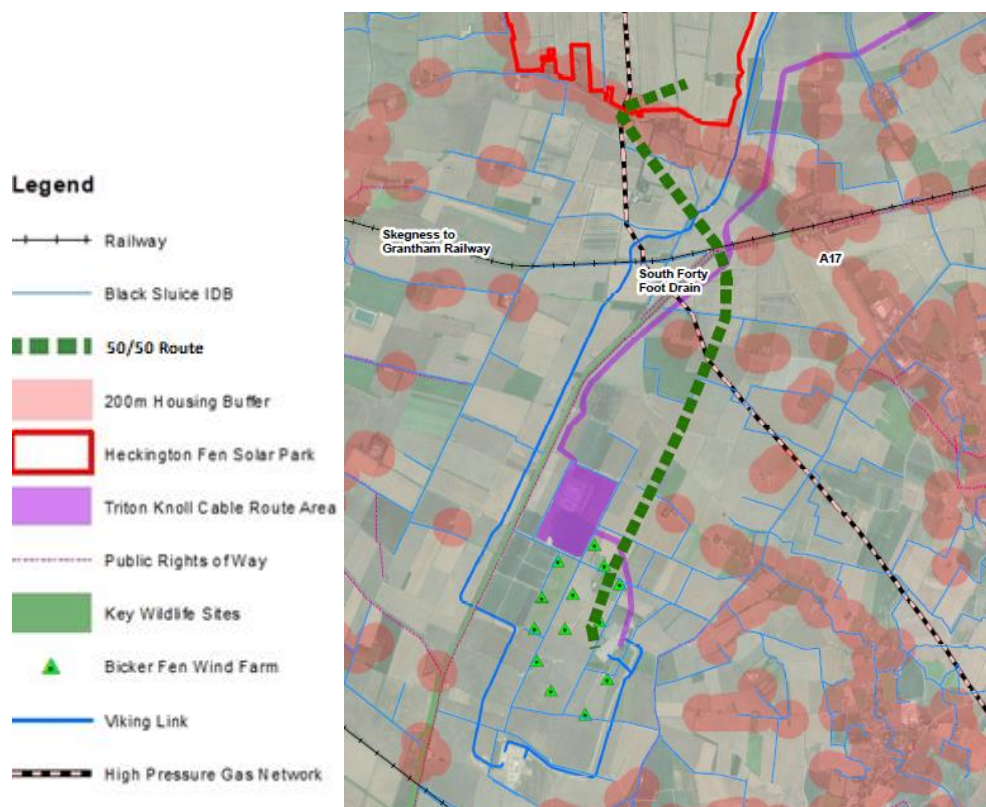 Legend
Railway
Black Sluice IDB
50/50 Route
200m Housing Buffer
Heckington Fen Solar Park
Triton Knoll Cable Route Area
Public Rights of Way
Key Wildlife Sites
Bicker Fen Wind Farm
Viking Link
High Pressure Gas Network
Skegness to
Grantham Railway
South Forty
Foot Drain
A17